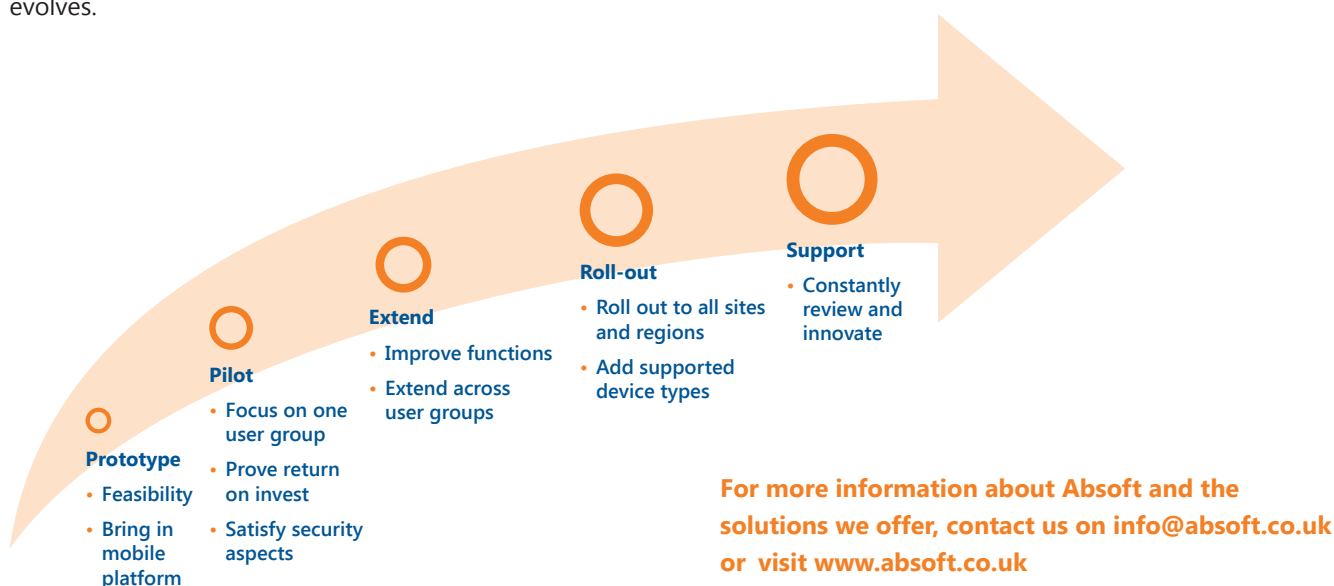 evolves.
Prototype
• Feasibility
• Bring in
mobile
platform
Pilot
• Focus on one
user group
• Prove return
on invest
• Satisfy security
aspects
Extend
• Improve functions
• Extend across
user groups
Roll-out
• Roll out to all sites
and regions
• Add supported
device types
Support
• Constantly
review and
innovate
For more information about Absoft and the
solutions we offer, contact us on info@absoft.co.uk
or visit www.absoft.co.uk